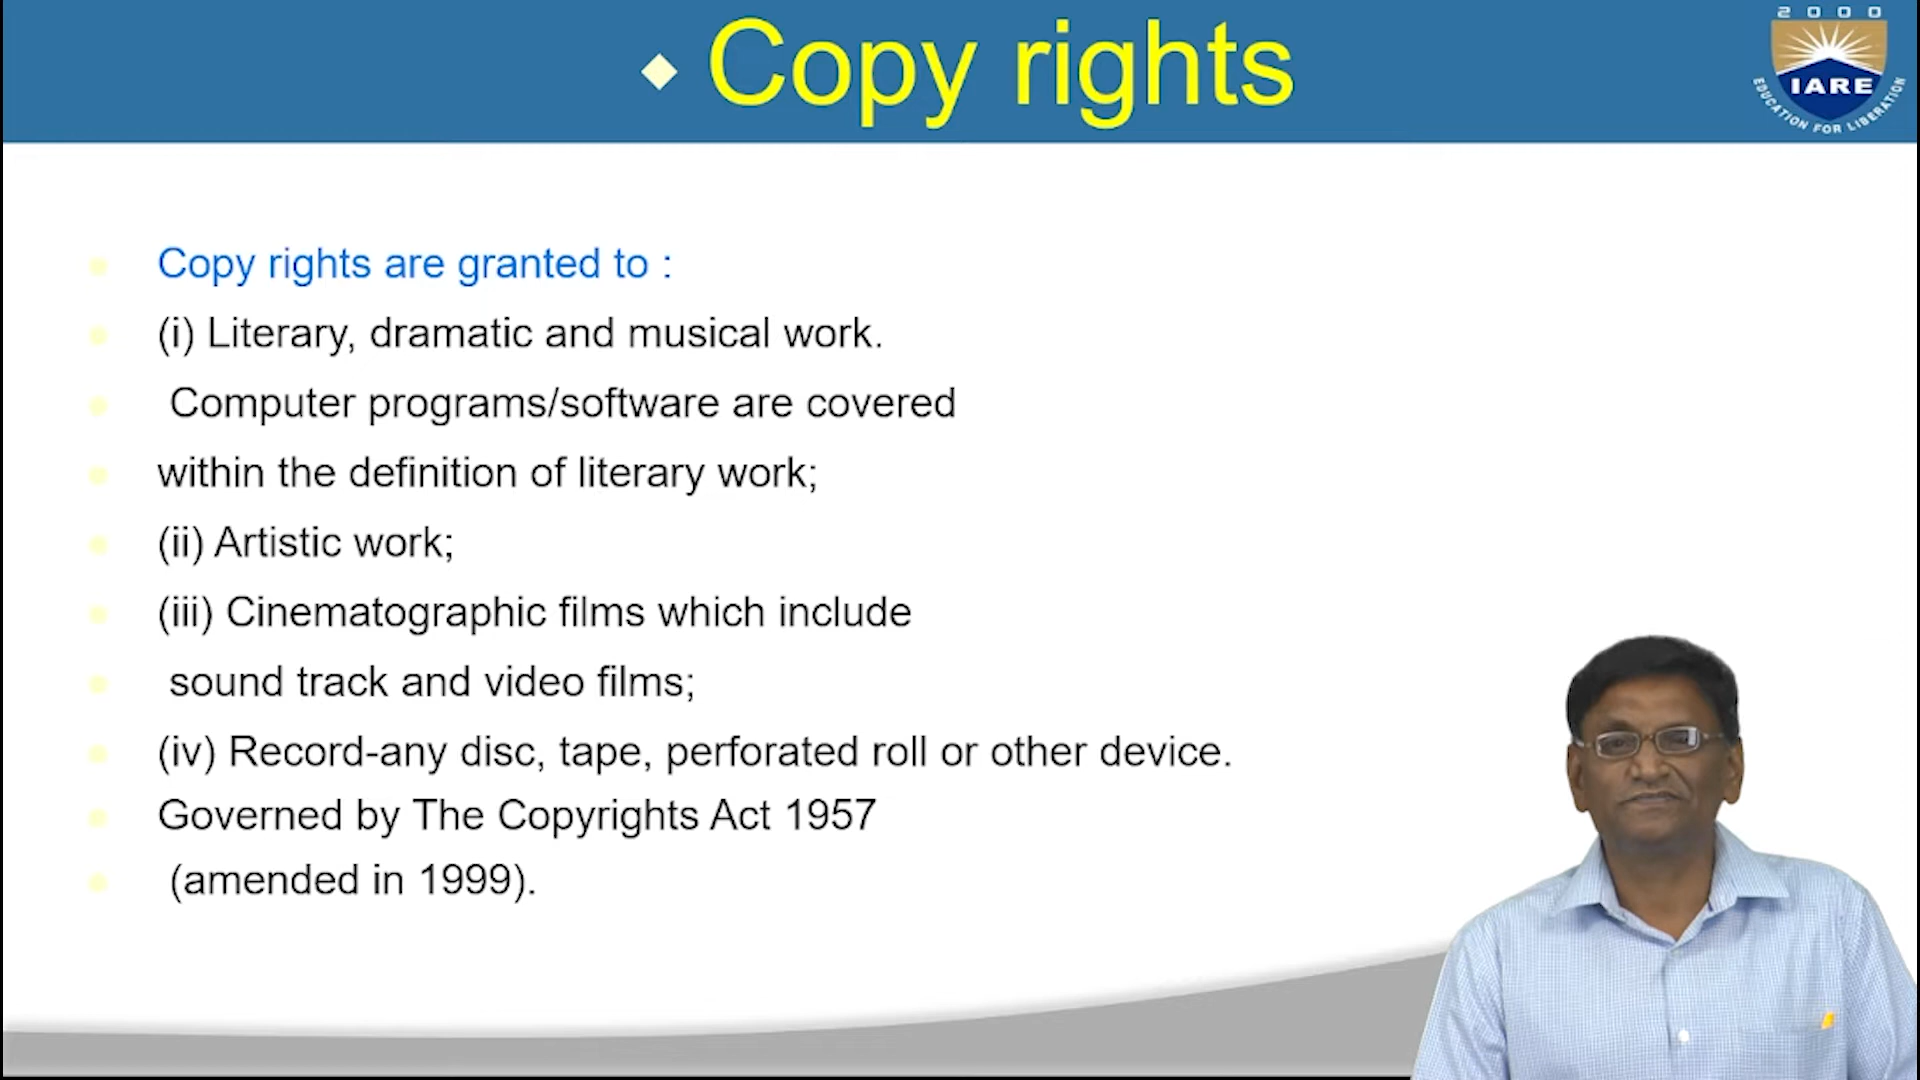 Copy rights
2000
IARE
EDUCATION FOR LIBERATION
Copy rights are granted to :
(i) Literary, dramatic and musical work.
Computer programs/software are covered
within the definition of literary work;
(ii) Artistic work;
(iii) Cinematographic films which include
sound track and video films;
(iv) Record-any disc, tape, perforated roll or other device.
Governed by The Copyrights Act 1957
(amended in 1999).